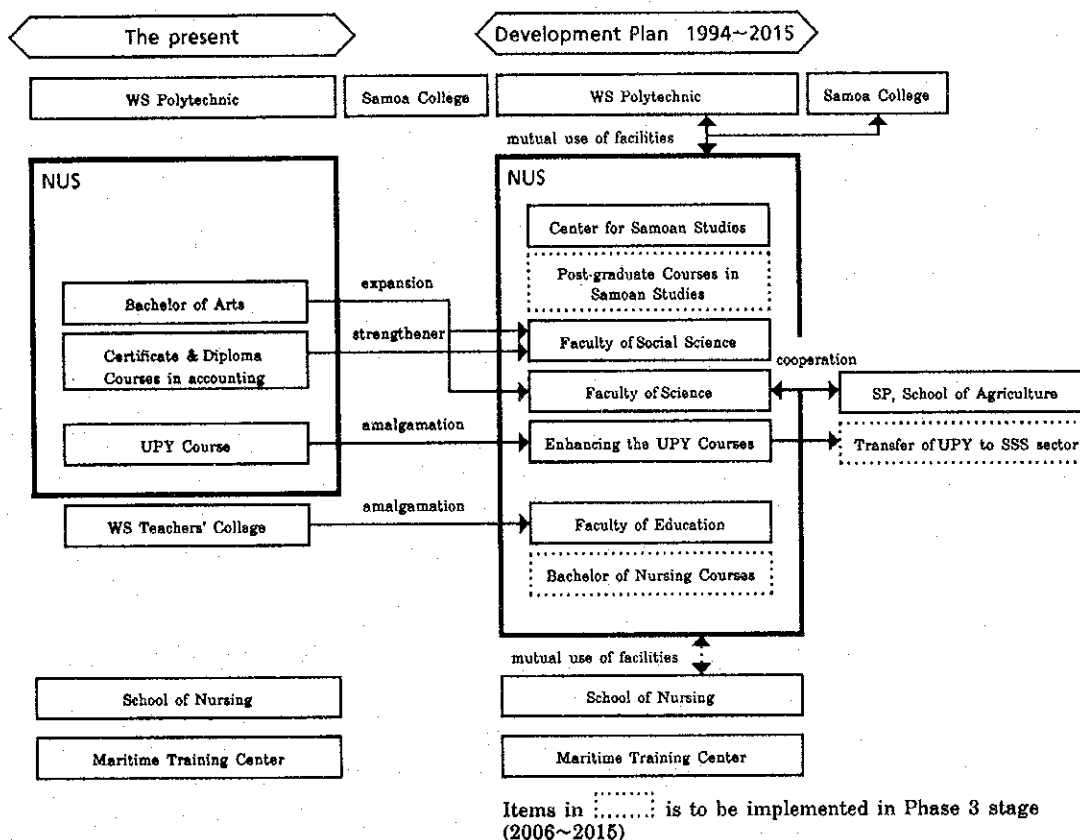 The present
Development Plan 1994~2015
WS Polytechnic
Samoa College
WS Polytechnic
Samoa College
mutual use of facilities
NUS
NUS
Center for Samoan Studies
Post-graduate Courses in
Samoan Studies
expansion
Bachelor of Arts
strengthener
Faculty of Social Science
Certificate & Diploma
Courses in accounting
cooperation
Faculty of Science
SP, School of Agriculture
UPY Course
amalgamation
Enhancing the UPY Courses
Transfer of UPY to SSS sector
WS Teachers' College
amalgamation
Faculty of Education
Bachelor of Nursing Courses
mutual use of facilities
School of Nursing
School of Nursing
Maritime Training Center
Maritime Training Center
Items in is to be implemented in Phase 3 stage
(2006~2015)